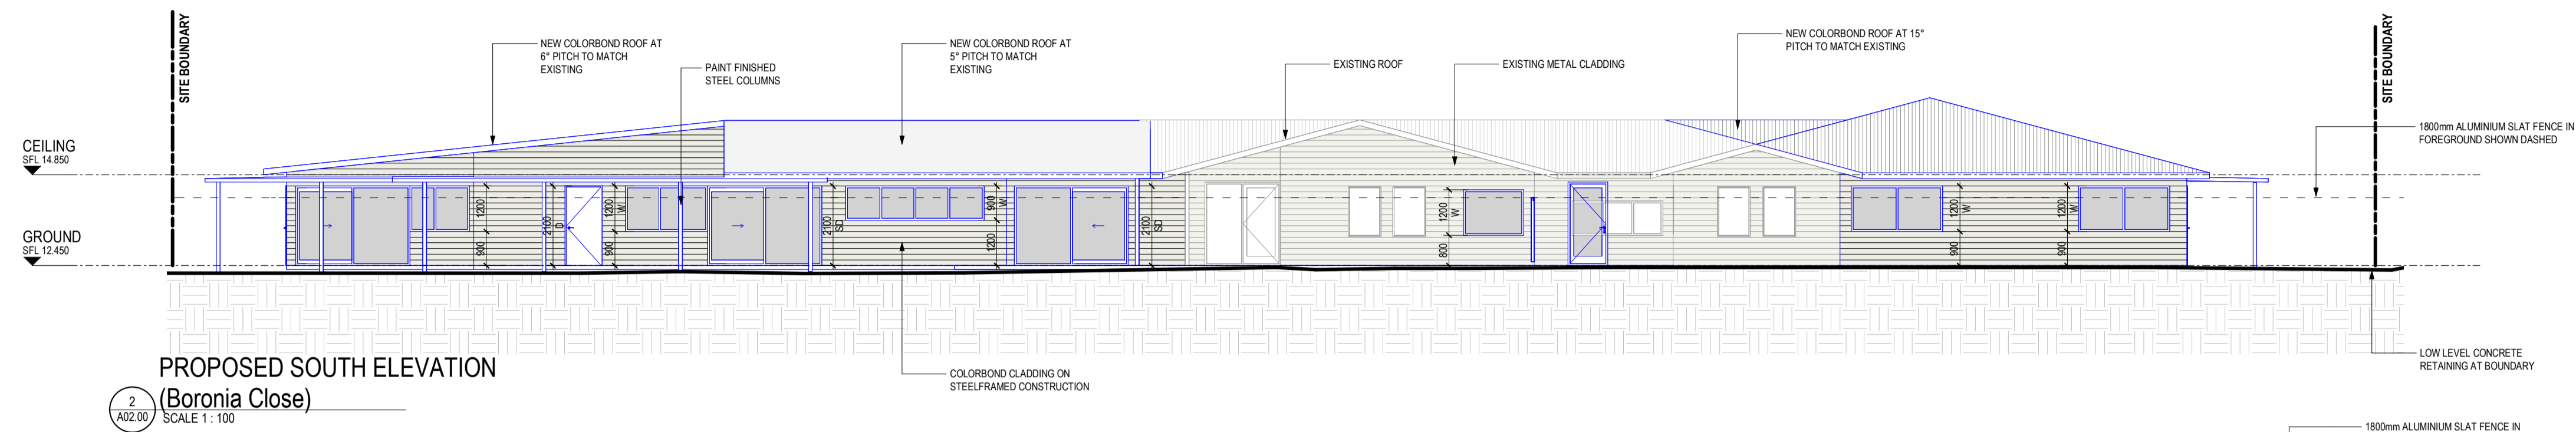 SITE BOUNDARY
NEW COLORBOND ROOF AT
6° PITCH TO MATCH
EXISTING
PAINT FINISHED
STEEL COLUMNS
NEW COLORBOND ROOF AT
5° PITCH TO MATCH
EXISTING
EXISTING ROOF
EXISTING METAL CLADDING
NEW COLORBOND ROOF AT 15°
PITCH TO MATCH EXISTING
SITE BOUNDARY
1800mm ALUMINIUM SLAT FENCE IN
FOREGROUND SHOWN DASHED
CEILING
SFL 14.850
GROUND
SFL 12.450
1200
900
2100
D
1200
W
900
2100
SD
900
W
1200
2100
SD
1200
W
800
1200
W
900
1200
W
900
COLORBOND CLADDING ON
STEELFRAMED CONSTRUCTION
LOW LEVEL CONCRETE
RETAINING AT BOUNDARY
PROPOSED SOUTH ELEVATION
(Boronia Close)
2
A02.00
SCALE 1 : 100
1800mm ALUMINIUM SLAT FENCE IN